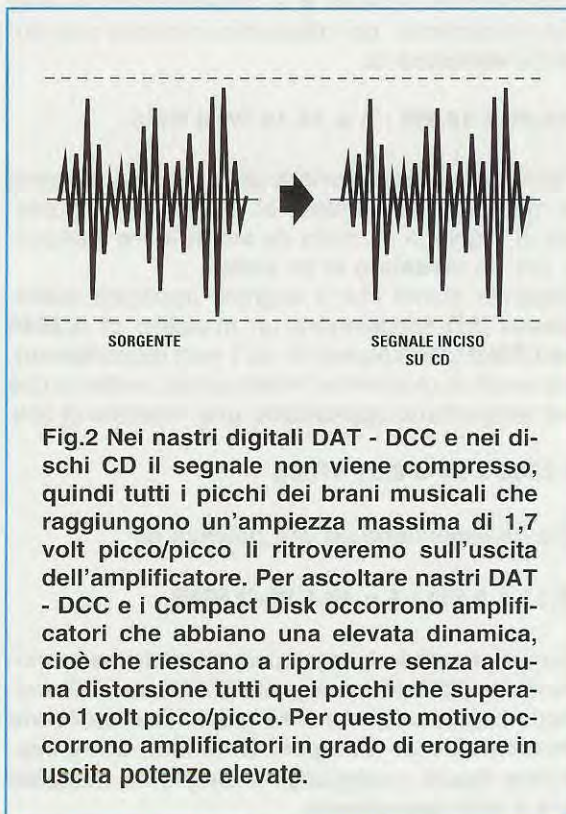 SORGENTE
SEGNALE INCISO
SU CD
Fig.2 Nei nastri digitali DAT - DCC e nei di-
schi CD il segnale non viene compresso,
quindi tutti i picchi dei brani musicali che
raggiungono un'ampiezza massima di 1,7
volt picco/picco li ritroveremo sull'uscita
dell'amplificatore. Per ascoltare nastri DAT
- DCC e i Compact Disk occorrono amplifi-
catori che abbiano una elevata dinamica,
cioè che riescano a riprodurre senza alcu-
na distorsione tutti quei picchi che supera-
no 1 volt picco/picco. Per questo motivo oc-
corrono amplificatori in grado di erogare in
uscita potenze elevate.